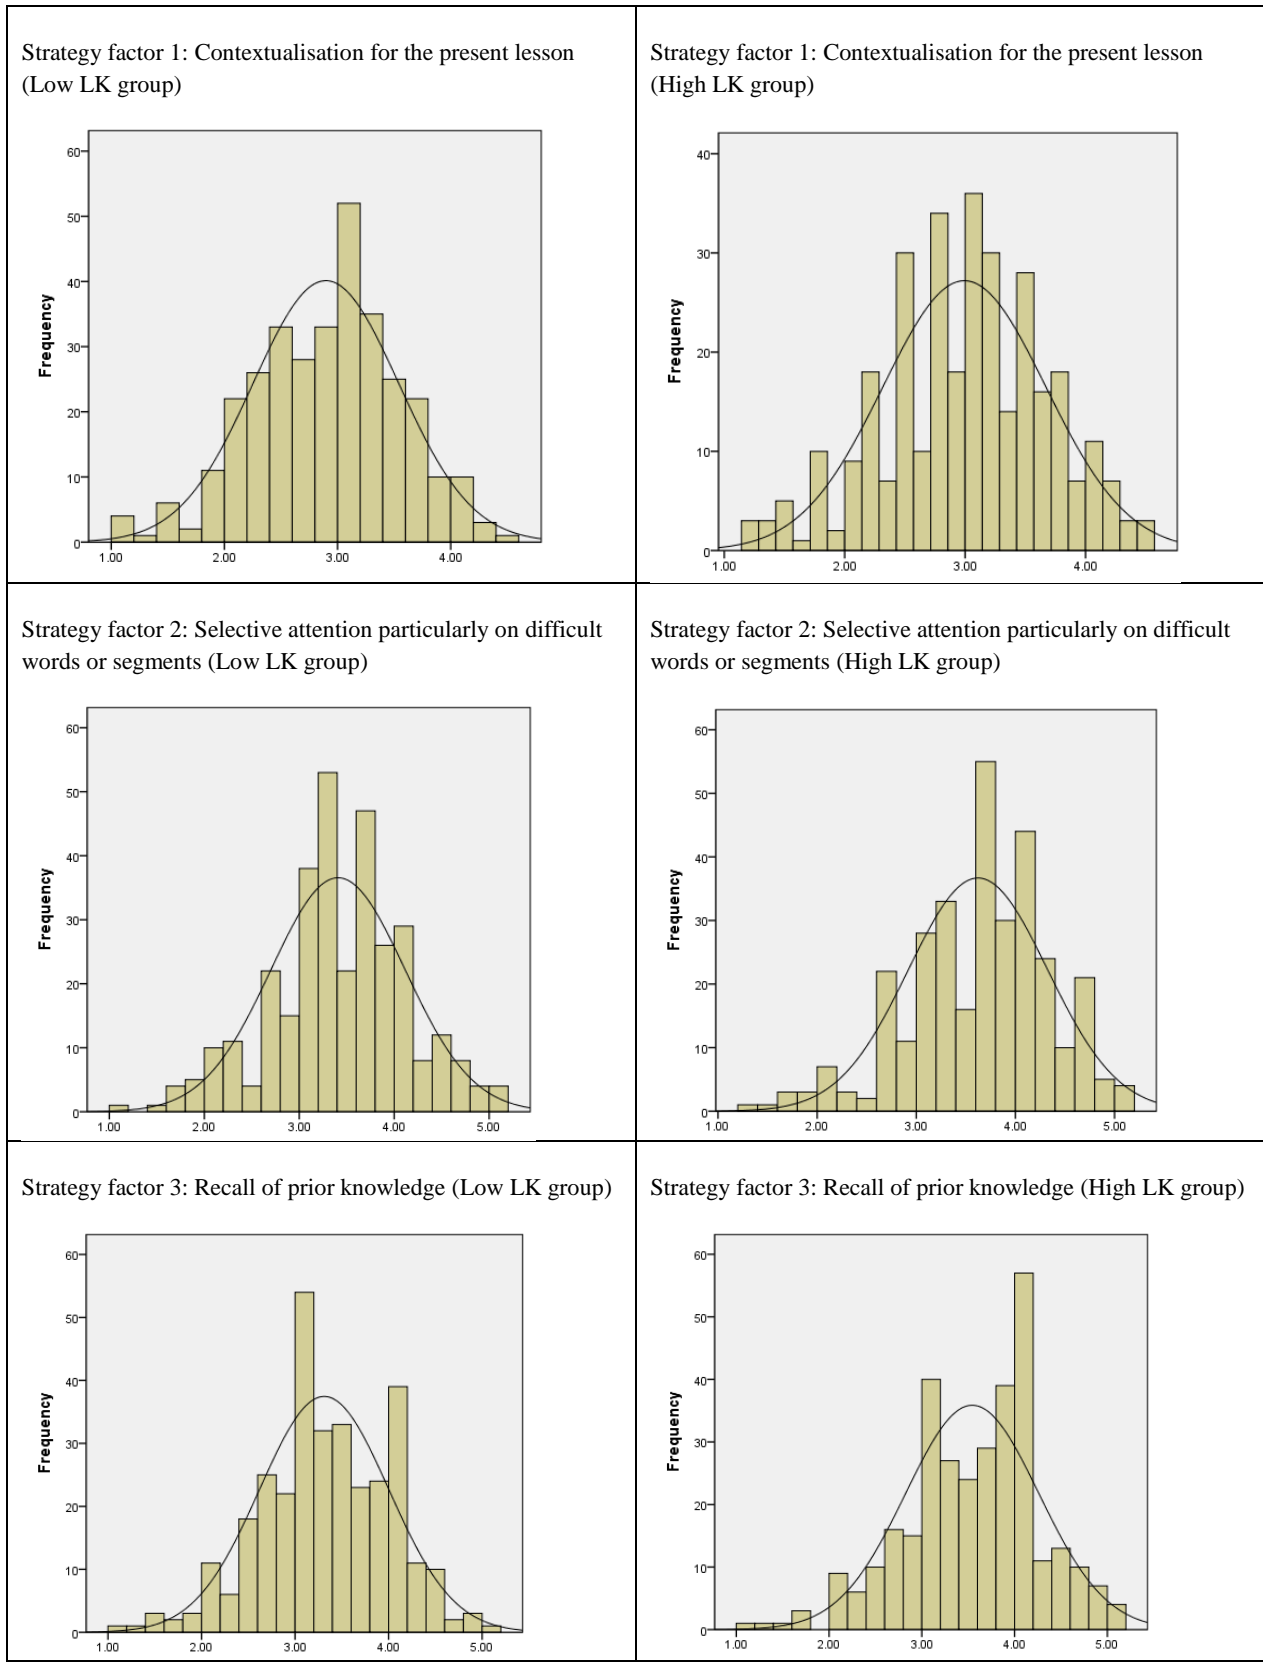 Strategy factor 1: Contextualisation for the present lesson
(Low LK group)
60
50
40
30
20
10
0
Frequency
1.00 2.00 3.00 4.00
Strategy factor 1: Contextualisation for the present lesson
(High LK group)
40
30
20
10
0
Frequency
1.00 2.00 3.00 4.00
Strategy factor 2: Selective attention particularly on difficult
words or segments (Low LK group)
60
50
40
30
20
10
0
Frequency
1.00 2.00 3.00 4.00 5.00
Strategy factor 2: Selective attention particularly on difficult
words or segments (High LK group)
60
50
40
30
20
10
0
Frequency
1.00 2.00 3.00 4.00 5.00
Strategy factor 3: Recall of prior knowledge (Low LK group)
60
50
40
30
20
10
0
Frequency
1.00 2.00 3.00 4.00 5.00
Strategy factor 3: Recall of prior knowledge (High LK group)
60
50
40
30
20
10
0
Frequency
1.00 2.00 3.00 4.00 5.00